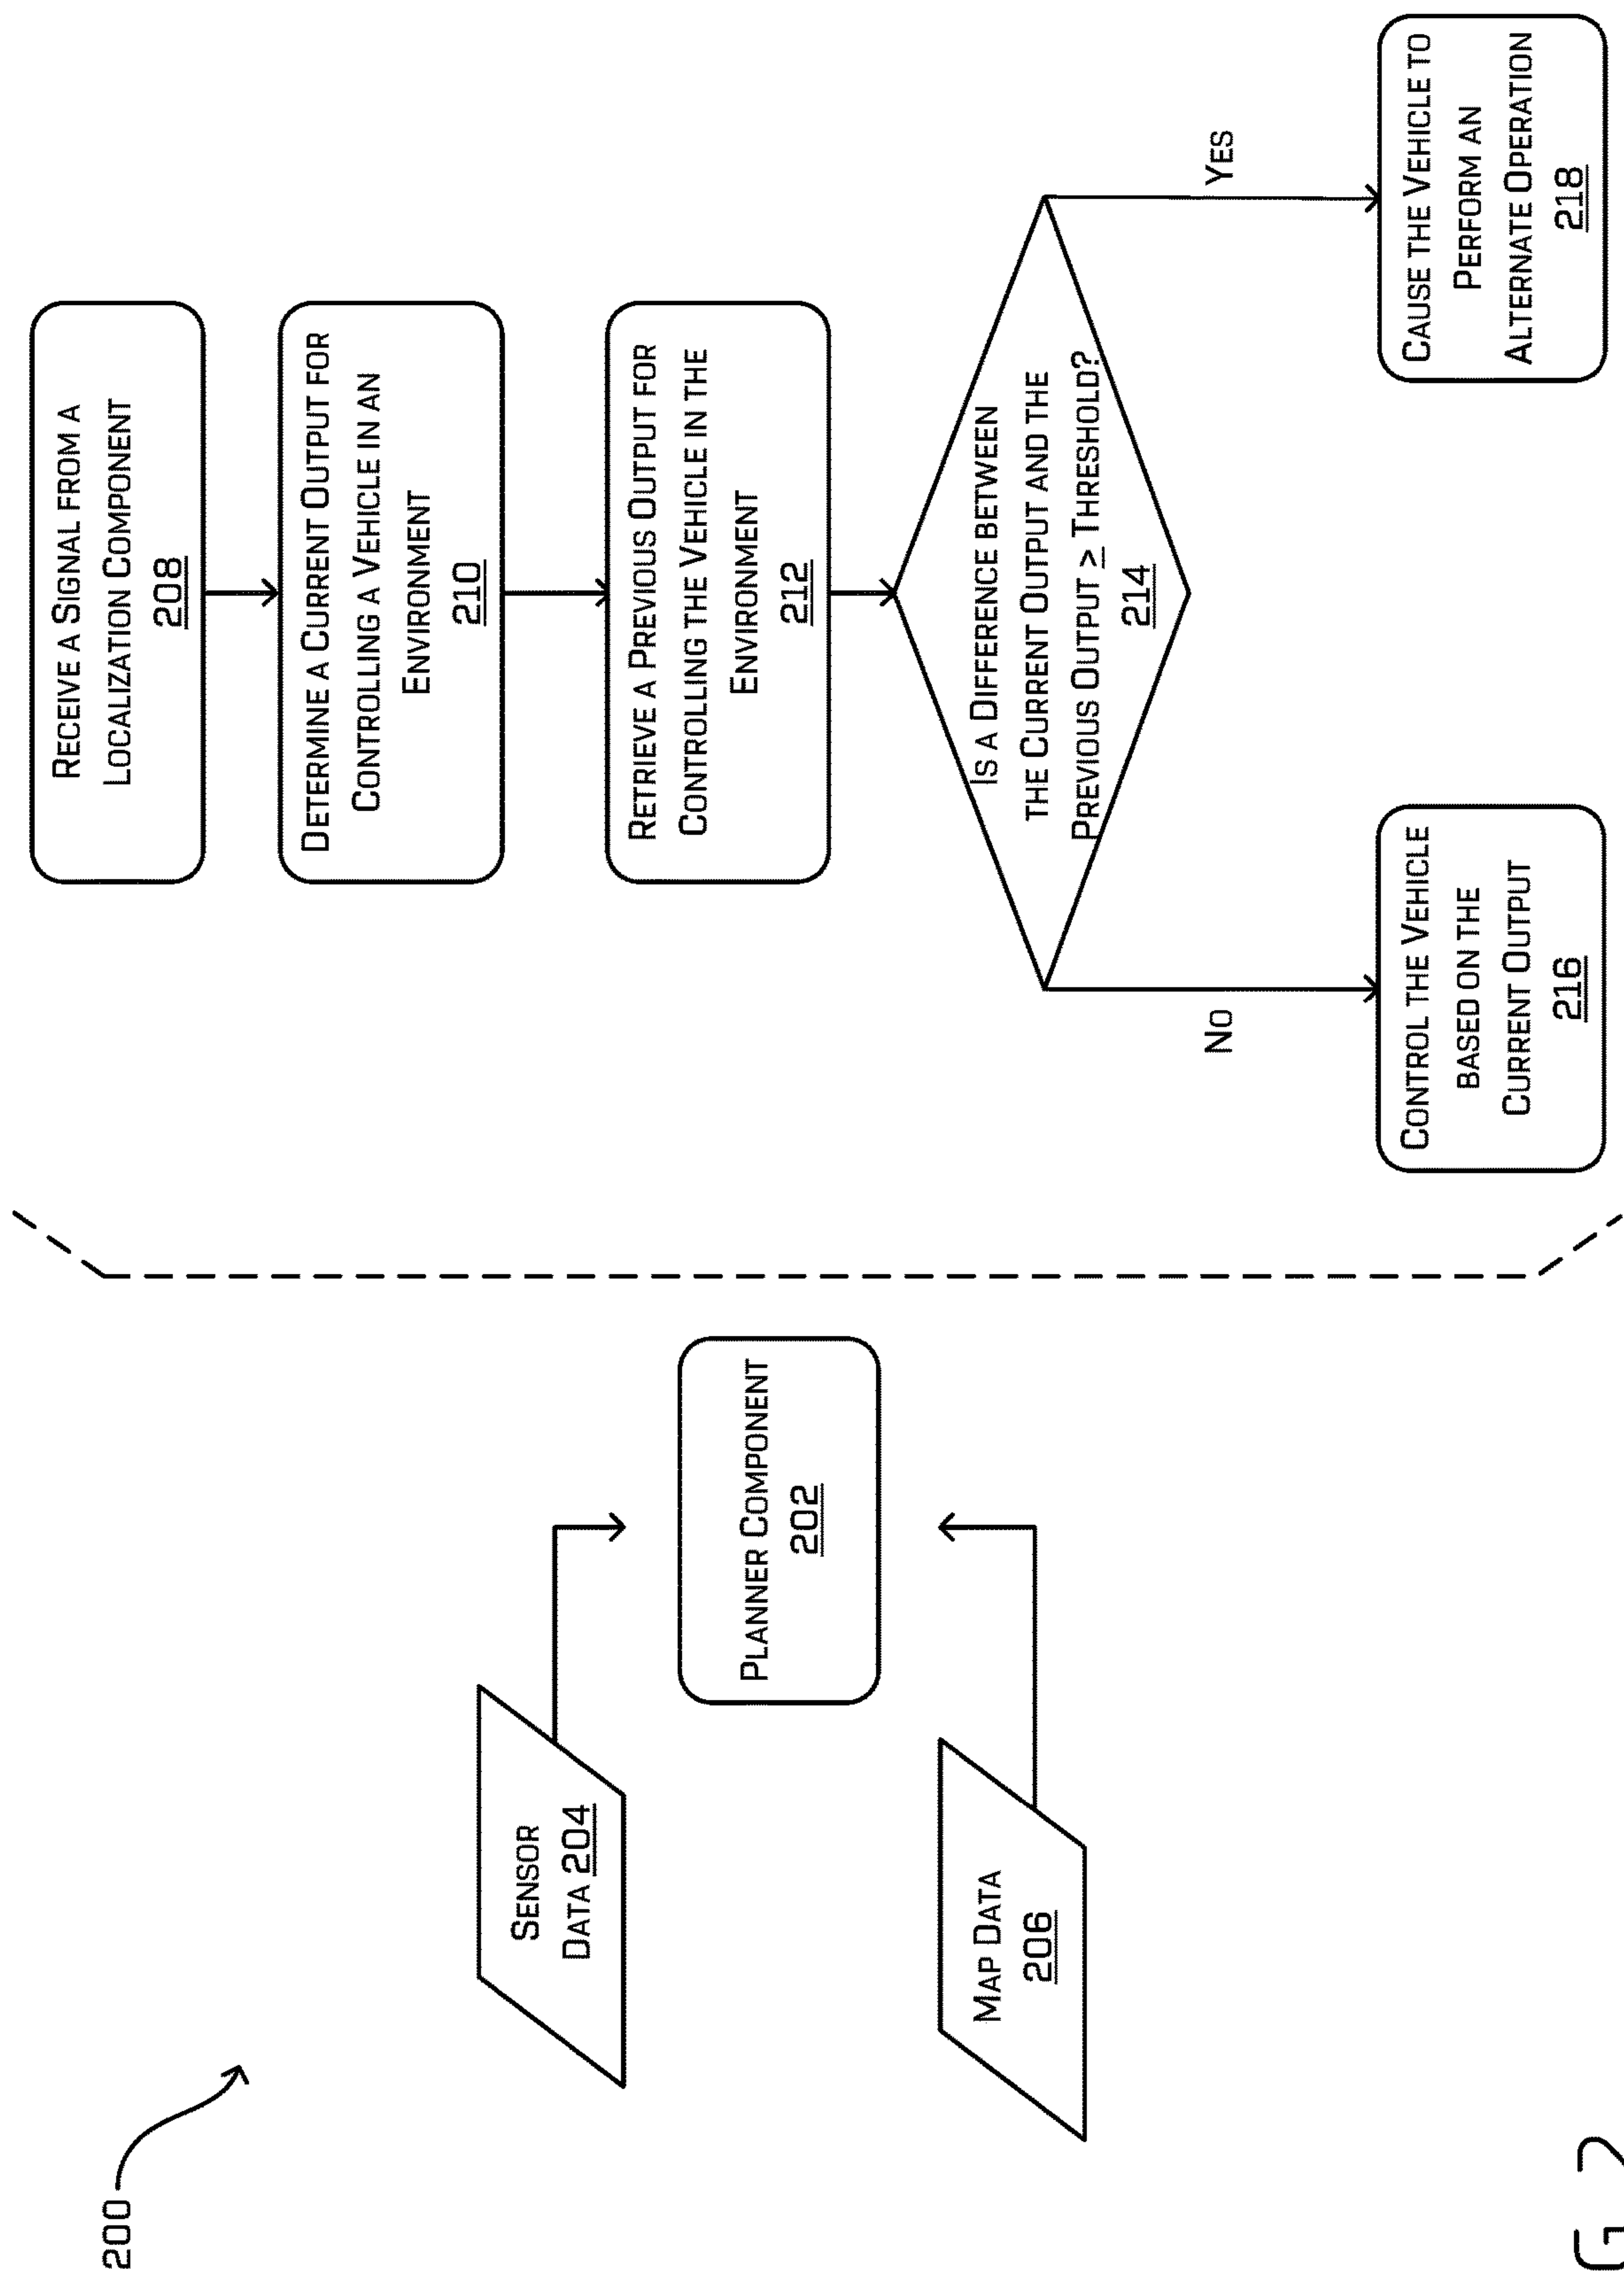 200
SENSOR
DATA 204
MAP DATA
206
PLANNER COMPONENT
202
RECEIVE A SIGNAL FROM A
LOCALIZATION COMPONENT
208
DETERMINE A CURRENT OUTPUT FOR
CONTROLLING A VEHICLE IN AN
ENVIRONMENT
210
RETRIEVE A PREVIOUS OUTPUT FOR
CONTROLLING THE VEHICLE IN THE
ENVIRONMENT
212
IS A DIFFERENCE BETWEEN
THE CURRENT OUTPUT AND THE
PREVIOUS OUTPUT ≥ THRESHOLD?
214
NO
YES
CONTROL THE VEHICLE
BASED ON THE
CURRENT OUTPUT
216
CAUSE THE VEHICLE TO
PERFORM AN
ALTERNATE OPERATION
218
G 2